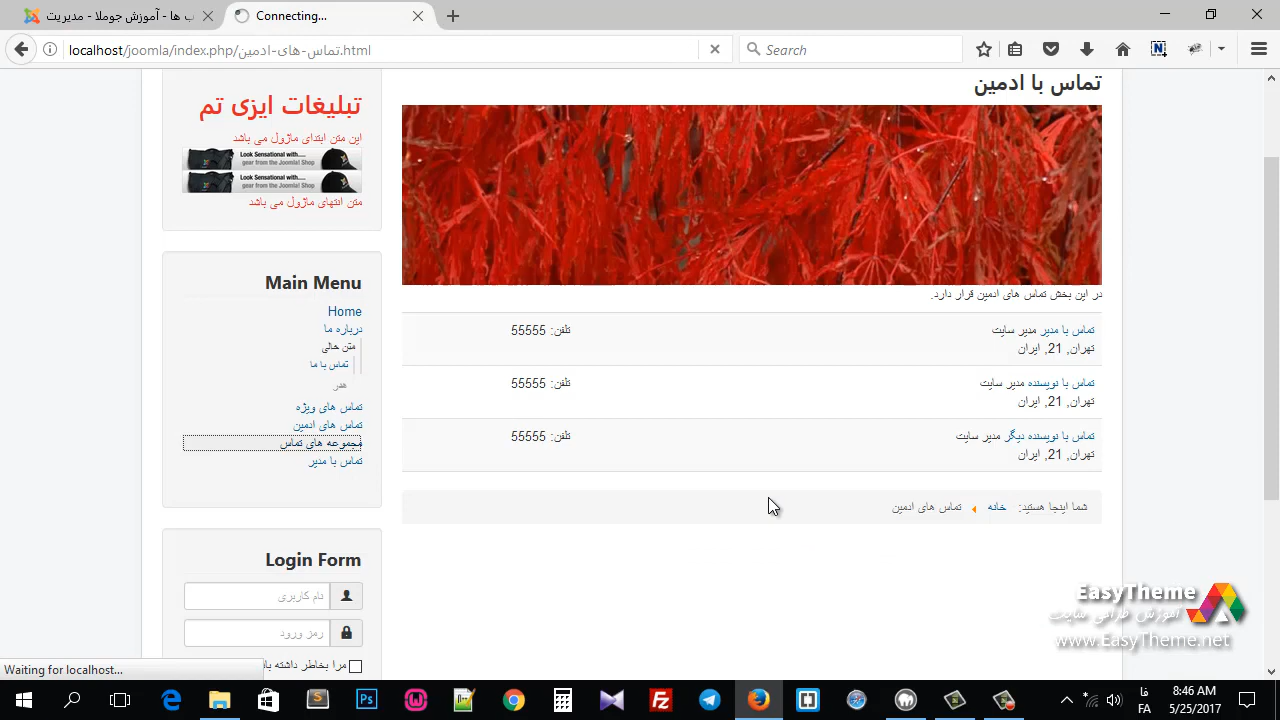 ب ها - آموزش جوملا - مدیریت
Connecting...
localhost/joomla/index.php/تماس-های-ادمین.html
Search
تماس با ادمین
در این بخش تماس های ادمین قرار دارد.
تماس با مدیر مدیر سایت
تهران, 21, ایران
تلفن: 55555
تماس با نویسنده مدیر سایت
تهران, 21, ایران
تلفن: 55555
تماس با نویسنده دیگر مدیر سایت
تهران, 21, ایران
تلفن: 55555
شما اینجا هستید: خانه تماس های ادمین
تبلیغات ایزی تم
این متن ابتدای ماژول می باشد
Look Sensational with....
gear from the Joomla! Shop
Look Sensational with....
gear from the Joomla! Shop
متن انتهای ماژول می باشد
Main Menu
Home
درباره ما
متن خالی
تماس با ما
هدر
تماس های ویژه
تماس های ادمین
مجموعه های تماس
تماس با مدیر
Login Form
نام کاربری
رمز ورود
مرا بخاطر داشته با
Waiting for localhost...
EasyTheme
آموزش طراحی سایت
www.EasyTheme.net
فا
FA
8:46 AM
5/25/2017